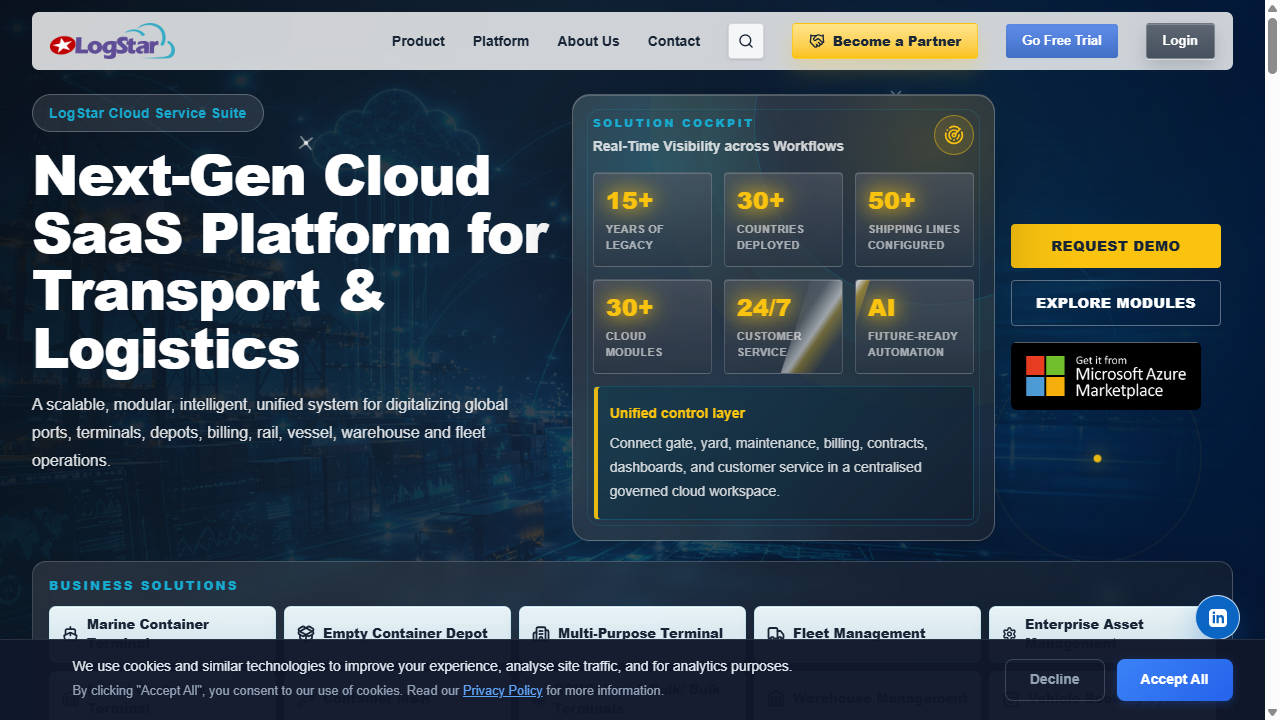 LogStar
Product
Platform
About Us
Contact
Become a Partner
Go Free Trial
Login
LogStar Cloud Service Suite
Next-Gen Cloud
SaaS Platform for
Transport &
Logistics
A scalable, modular, intelligent, unified system for digitalizing global
ports, terminals, depots, billing, rail, vessel, warehouse and fleet
operations.
SOLUTION COCKPIT
Real-Time Visibility across Workflows
15+
YEARS OF
LEGACY
30+
COUNTRIES
DEPLOYED
50+
SHIPPING LINES
CONFIGURED
30+
CLOUD
MODULES
24/7
CUSTOMER
SERVICE
AI
FUTURE-READY
AUTOMATION
Unified control layer
Connect gate, yard, maintenance, billing, contracts,
dashboards, and customer service in a centralised
governed cloud workspace.
REQUEST DEMO
EXPLORE MODULES
Get it from
Microsoft Azure
Marketplace
BUSINESS SOLUTIONS
Marine Container
Terminal
Empty Container Depot
Multi-Purpose Terminal
Fleet Management
Enterprise Asset
Management
Terminal
Terminals
Warehouse Management
We use cookies and similar technologies to improve your experience, analyse site traffic, and for analytics purposes.
By clicking "Accept All", you consent to our use of cookies. Read our Privacy Policy for more information.
Decline
Accept All